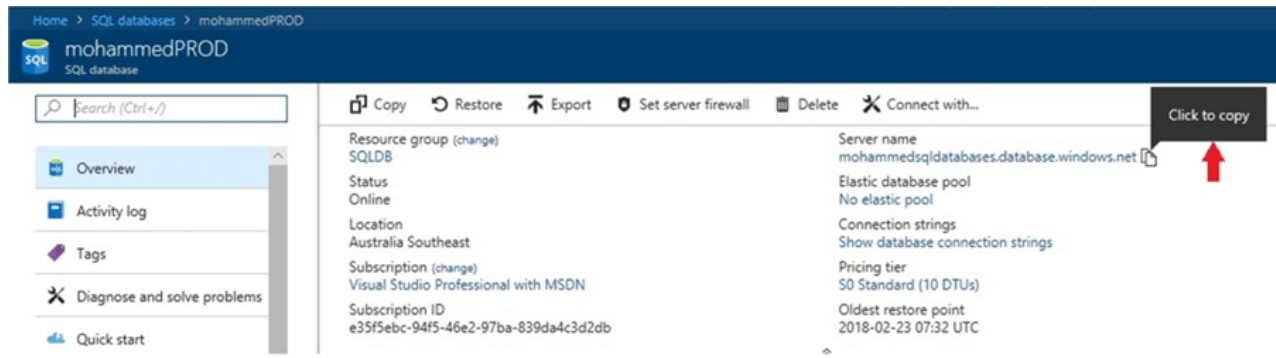 Home > SQL databases > mohammedPROD
SQL
mohammedPROD
SQL database
Search (Ctrl+/)
Overview
Activity log
Tags
Diagnose and solve problems
Quick start
Copy Restore Export Set server firewall Delete Connect with...
Click to copy
Resource group (change)
SQLDB
Status
Online
Location
Australia Southeast
Subscription (change)
Visual Studio Professional with MSDN
Subscription ID
e35f5ebc-94f5-46e2-97ba-839da4c3d2db
Server name
mohammedsqldatabases.database.windows.net
Elastic database pool
No elastic pool
Connection strings
Show database connection strings
Pricing tier
S0 Standard (10 DTUs)
Oldest restore point
2018-02-23 07:32 UTC